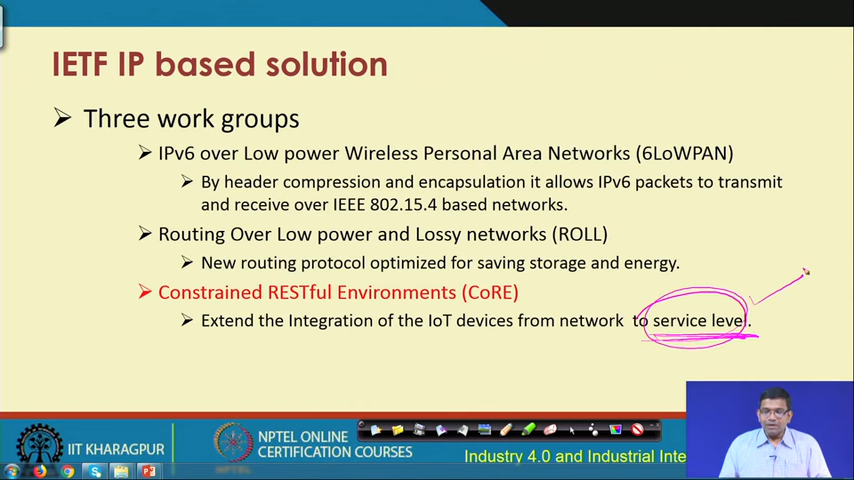 IETF IP based solution
Three work groups
IPv6 over Low power Wireless Personal Area Networks (6LoWPAN)
By header compression and encapsulation it allows IPv6 packets to transmit
and receive over IEEE 802.15.4 based networks.
Routing Over Low power and Lossy networks (ROLL)
New routing protocol optimized for saving storage and energy.
Constrained RESTful Environments (CoRE)
Extend the Integration of the IoT devices from network to service level.
IIT KHARAGPUR
NPTEL ONLINE
CERTIFICATION COURSES
NPTEL
Industry 4.0 and Industrial Inte